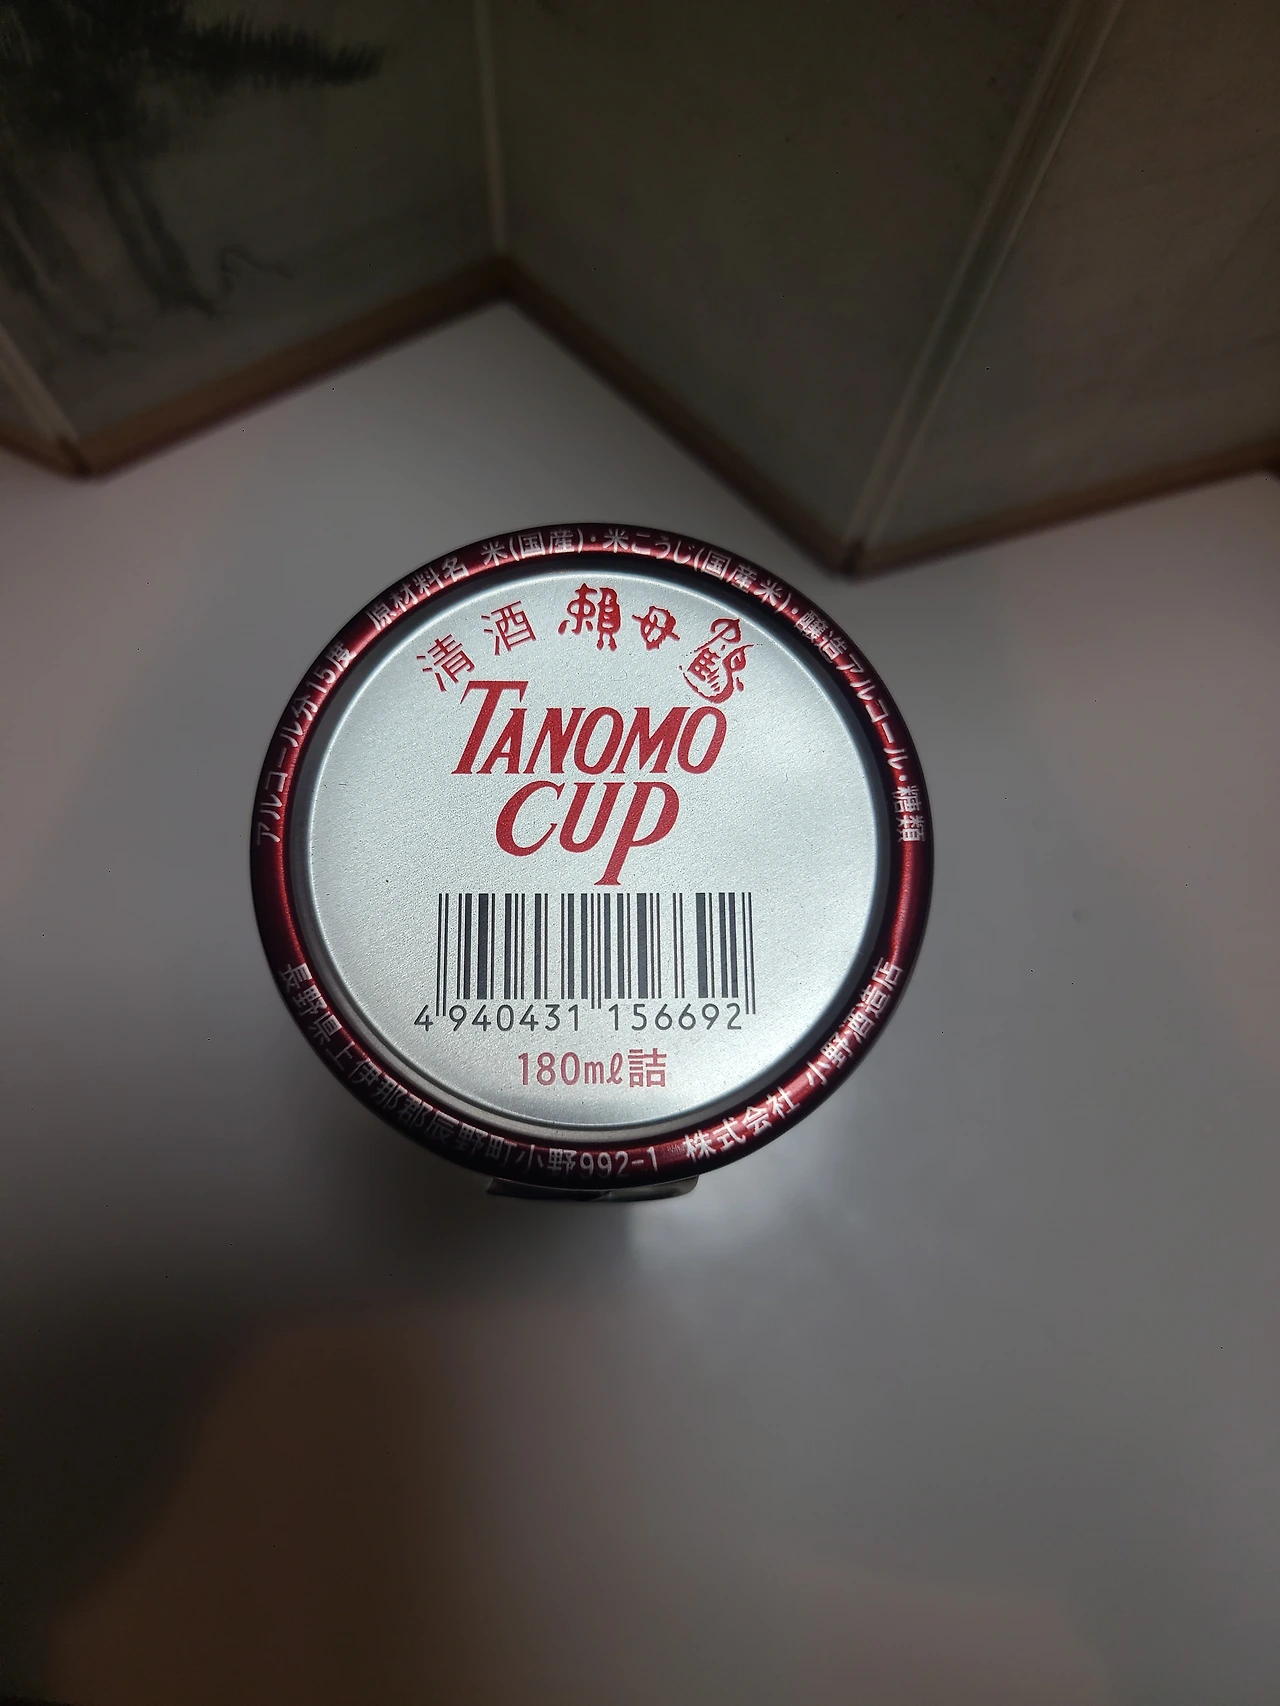 アルコール分15度 原材料名 米(国産)・米こうじ(国産米)・醸造アルコール・糖類
清酒 頼母鶴
TANOMO
CUP
4 940431 156692
180mℓ詰
長野県上伊那郡辰野町小野992-1 株式会社 小野酒造店